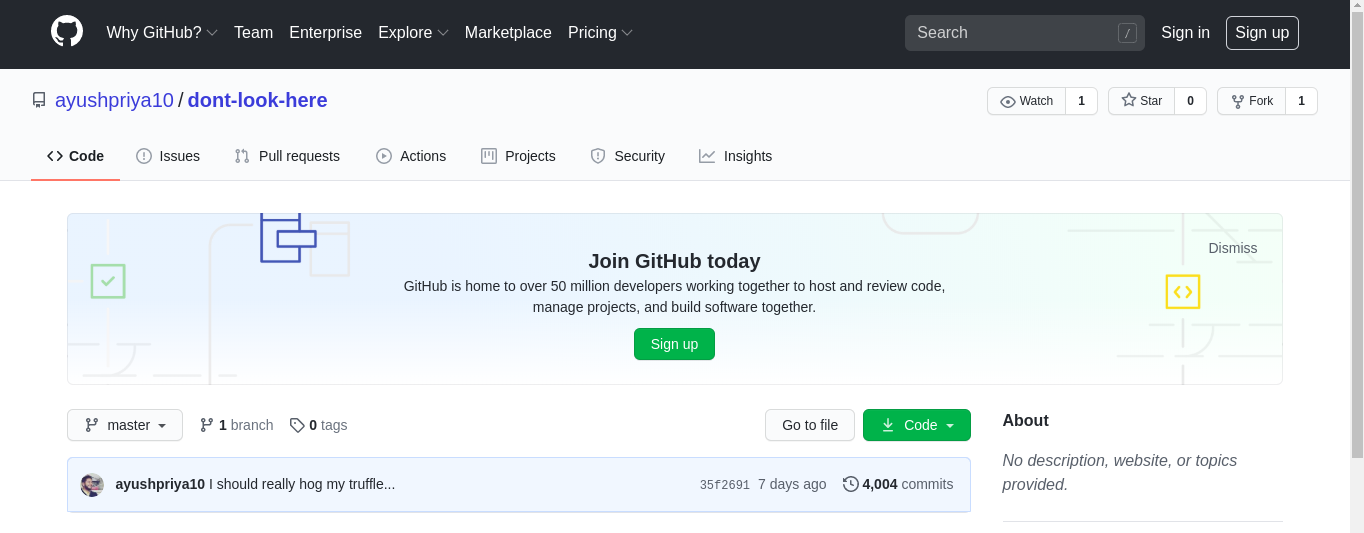 Why GitHub? Team Enterprise Explore Marketplace Pricing Search / Sign in Sign up
ayushpriya10 / dont-look-here Watch 1 Star 0 Fork 1
Code Issues Pull requests Actions Projects Security Insights
Dismiss
Join GitHub today
GitHub is home to over 50 million developers working together to host and review code,
manage projects, and build software together.
Sign up
master 1 branch 0 tags Go to file Code About
No description, website, or topics
provided.
ayushpriya10 I should really hog my truffle... 35f2691 7 days ago 4,004 commits